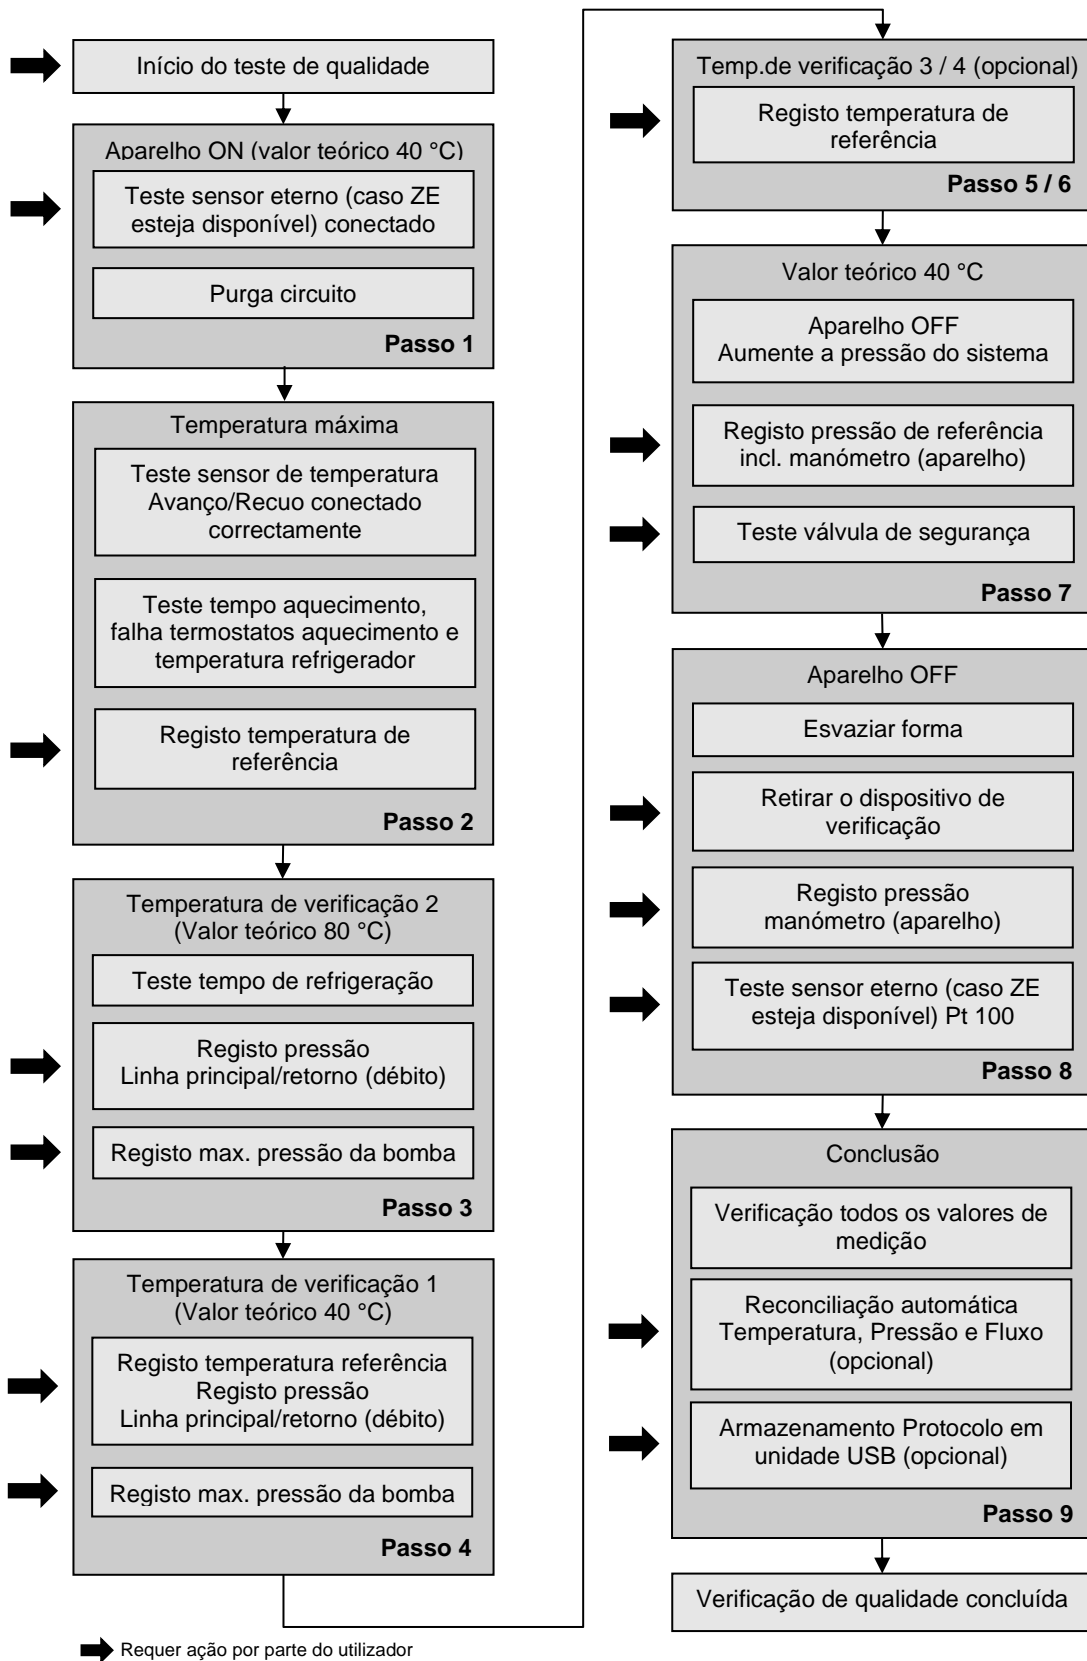 Início do teste de qualidade
Aparelho ON (valor teórico 40 °C)
Teste sensor eterno (caso ZE
esteja disponível) conectado
Purga circuito
Passo 1
Temperatura máxima
Teste sensor de temperatura
Avanço/Recuo conectado
correctamente
Teste tempo aquecimento,
falha termostatos aquecimento e
temperatura refrigerador
Registo temperatura de
referência
Passo 2
Temperatura de verificação 2
(Valor teórico 80 °C)
Teste tempo de refrigeração
Registo pressão
Linha principal/retorno (débito)
Registo max. pressão da bomba
Passo 3
Temperatura de verificação 1
(Valor teórico 40 °C)
Registo temperatura referência
Registo pressão
Linha principal/retorno (débito)
Registo max. pressão da bomba
Passo 4
Temp.de verificação 3 / 4 (opcional)
Registo temperatura de
referência
Passo 5 / 6
Valor teórico 40 °C
Aparelho OFF
Aumente a pressão do sistema
Registo pressão de referência
incl. manómetro (aparelho)
Teste válvula de segurança
Passo 7
Aparelho OFF
Esvaziar forma
Retirar o dispositivo de
verificação
Registo pressão
manómetro (aparelho)
Teste sensor eterno (caso ZE
esteja disponível) Pt 100
Passo 8
Conclusão
Verificação todos os valores de
medição
Reconciliação automática
Temperatura, Pressão e Fluxo
(opcional)
Armazenamento Protocolo em
unidade USB (opcional)
Passo 9
Verificação de qualidade concluída
Requer ação por parte do utilizador